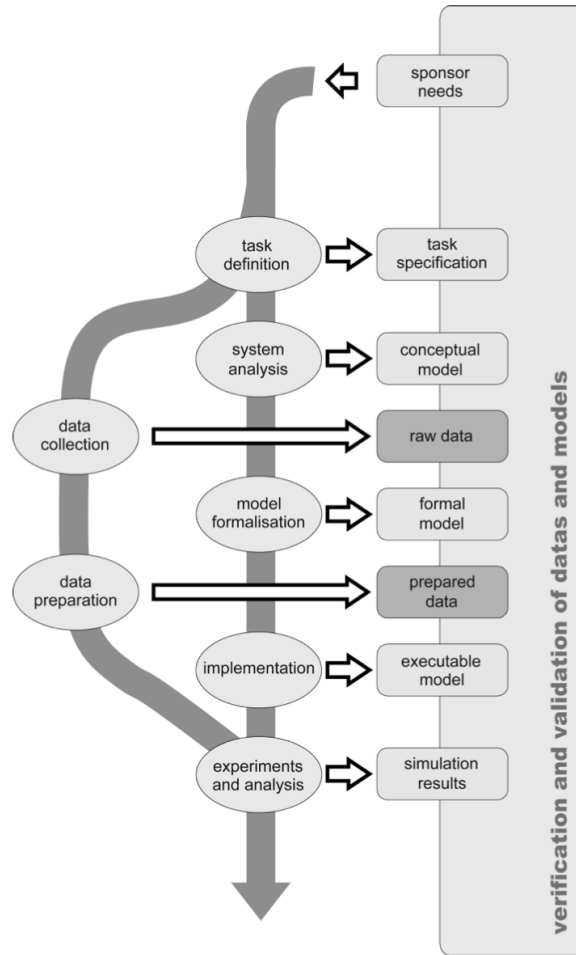 sponsor
needs
task
definition
task
specification
system
analysis
conceptual
model
data
collection
raw data
model
formalisation
formal
model
data
preparation
prepared
data
implementation
executable
model
experiments
and analysis
simulation
results
verification and validation of datas and models